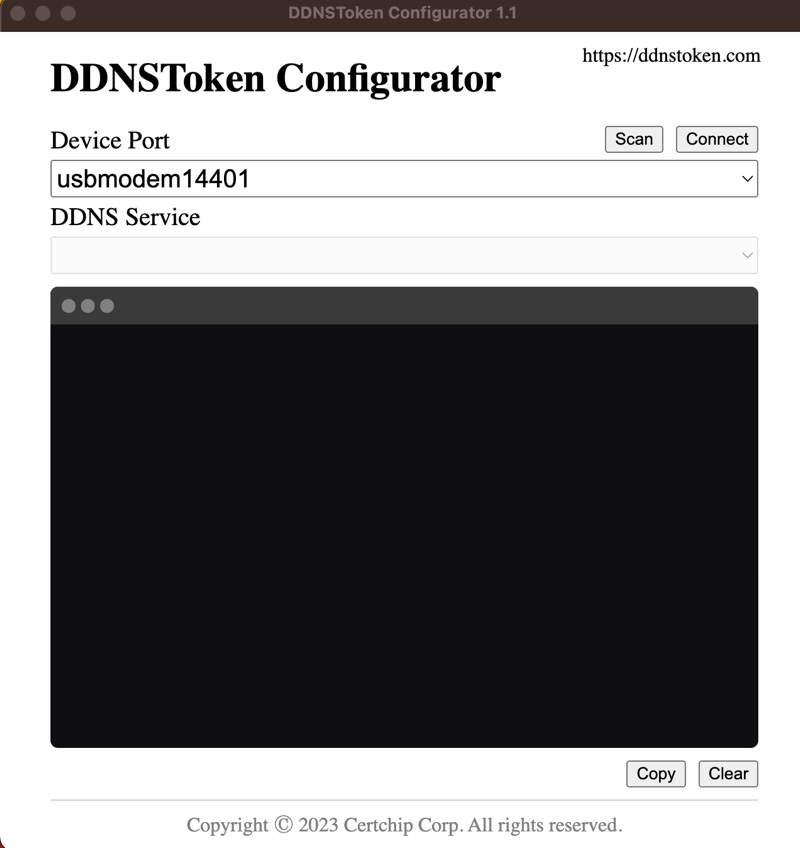 DDNSToken Configurator 1.1
https://ddnstoken.com
DDNSToken Configurator
Device Port
Scan
Connect
usbmodem14401
DDNS Service
Copy
Clear
Copyright © 2023 Certchip Corp. All rights reserved.